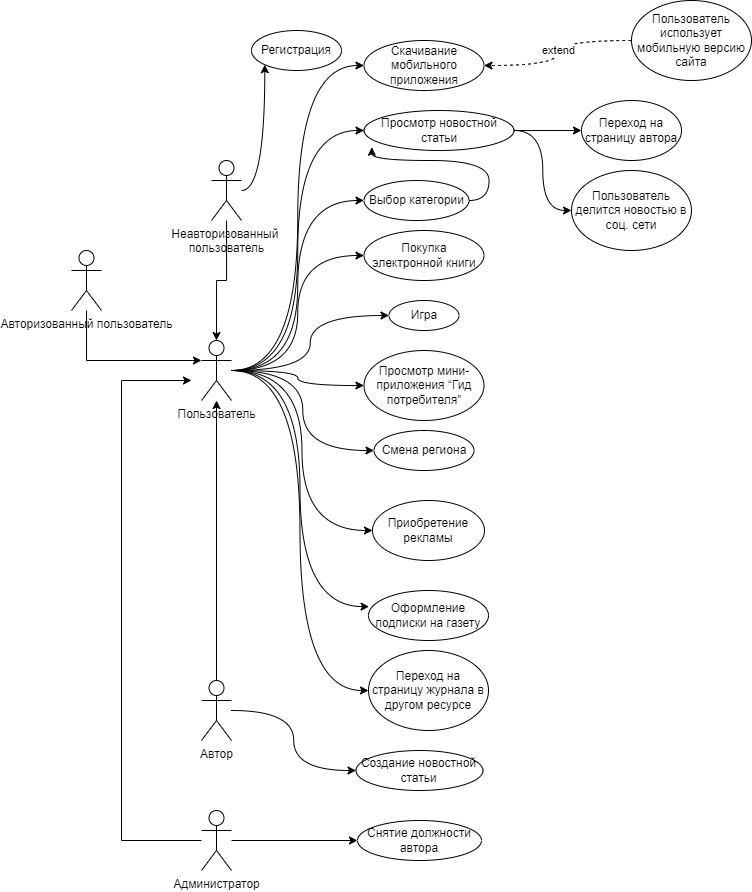 Регистрация
Скачивание
мобильного
приложения
extend
Пользователь
использует
мобильную версию
сайта
Просмотр новостной
статьи
Переход на
страницу автора
Пользователь
делится новостью в
соц. сети
Выбор категории
Неавторизованный
пользователь
Покупка
электронной книги
Авторизованный пользователь
Игра
Просмотр мини-
приложения “Гид
потребителя”
Пользователь
Смена региона
Приобретение
рекламы
Оформление
подписки на газету
Переход на
страницу журнала в
другом ресурсе
Автор
Создание новостной
статьи
Снятие должности
автора
Администратор